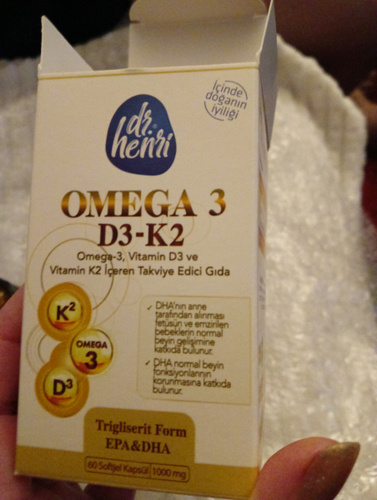 dr.
henri
İçinde
doğanın
iyiliği
OMEGA 3
D3-K2
Omega-3, Vitamin D3 ve
Vitamin K2 İçeren Takviye Edici Gıda
K²
OMEGA
3
D³
✓ DHA'nın anne
tarafından alınması
fetüsün ve emzirilen
bebeklerin normal
beyin gelişimine
katkıda bulunur.
✓ DHA normal beyin
fonksiyonlarının
korunmasına katkıda
bulunur.
Trigliserit Form
EPA&DHA
60 Softjel Kapsül 1000 mg